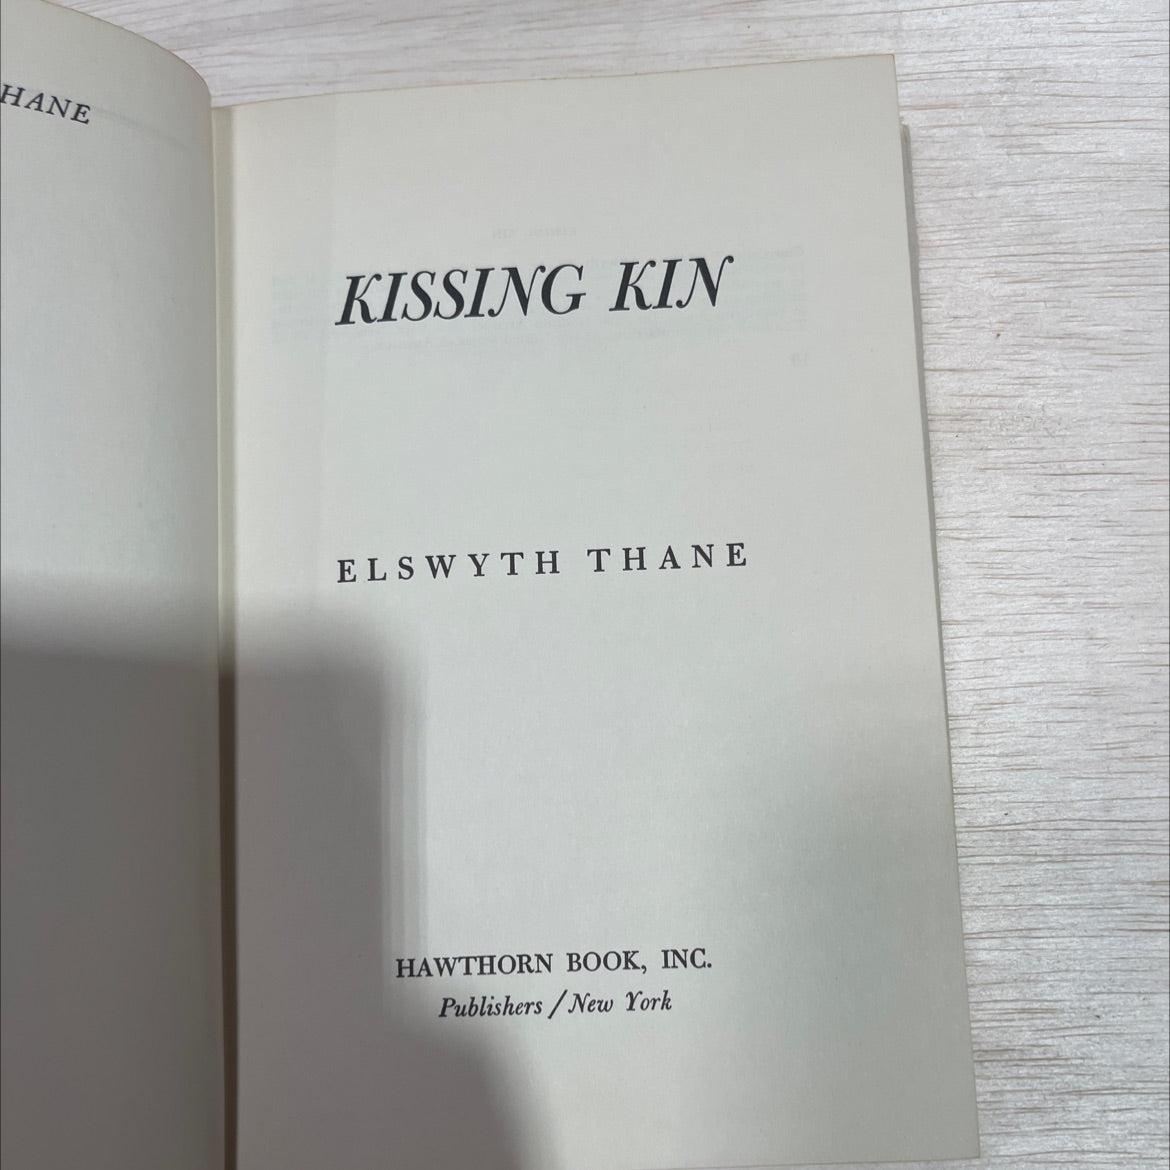 HANE
KISSING KIN
ELSWYTH THANE
HAWTHORN BOOK, INC.
Publishers / New York